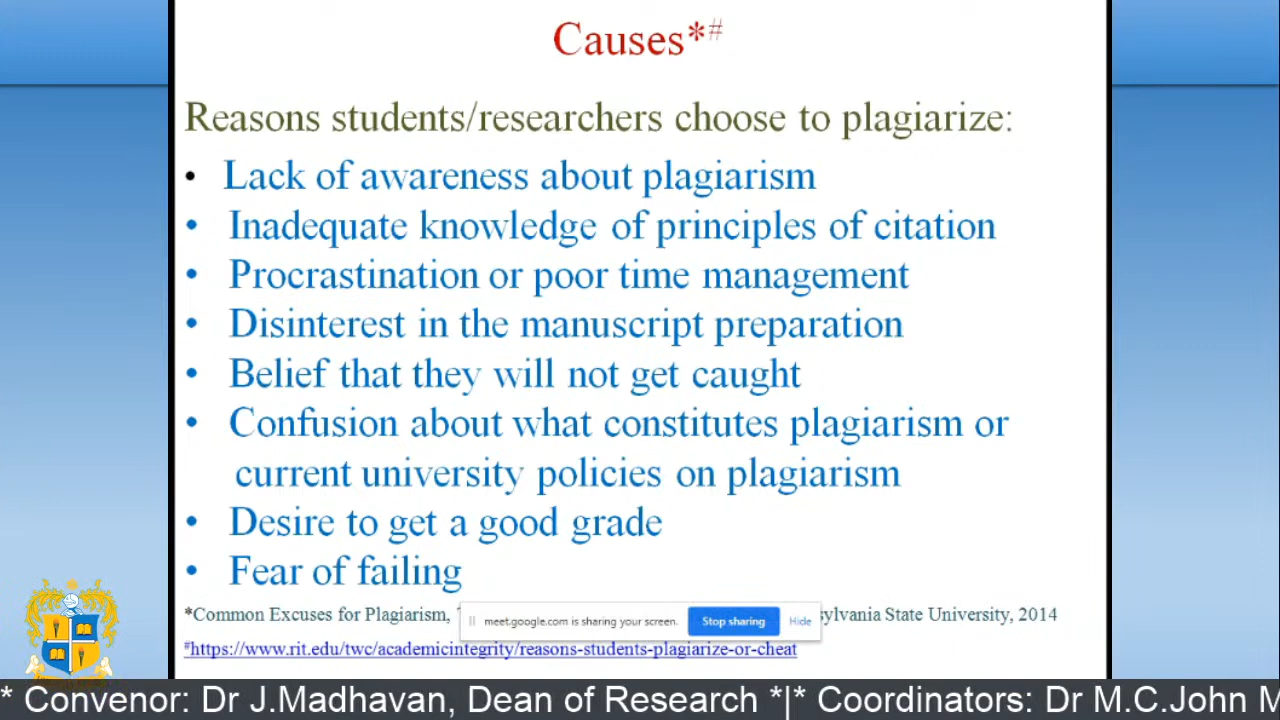 Causes*#
Reasons students/researchers choose to plagiarize:
• Lack of awareness about plagiarism
• Inadequate knowledge of principles of citation
• Procrastination or poor time management
• Disinterest in the manuscript preparation
• Belief that they will not get caught
• Confusion about what constitutes plagiarism or
current university policies on plagiarism
• Desire to get a good grade
• Fear of failing
*Common Excuses for Plagiarism, sylvania State University, 2014
meet.google.com is sharing your screen. Stop sharing Hide
#https://www.rit.edu/twc/academicintegrity/reasons-students-plagiarize-or-cheat
* Convenor: Dr J.Madhavan, Dean of Research *|* Coordinators: Dr M.C.John M